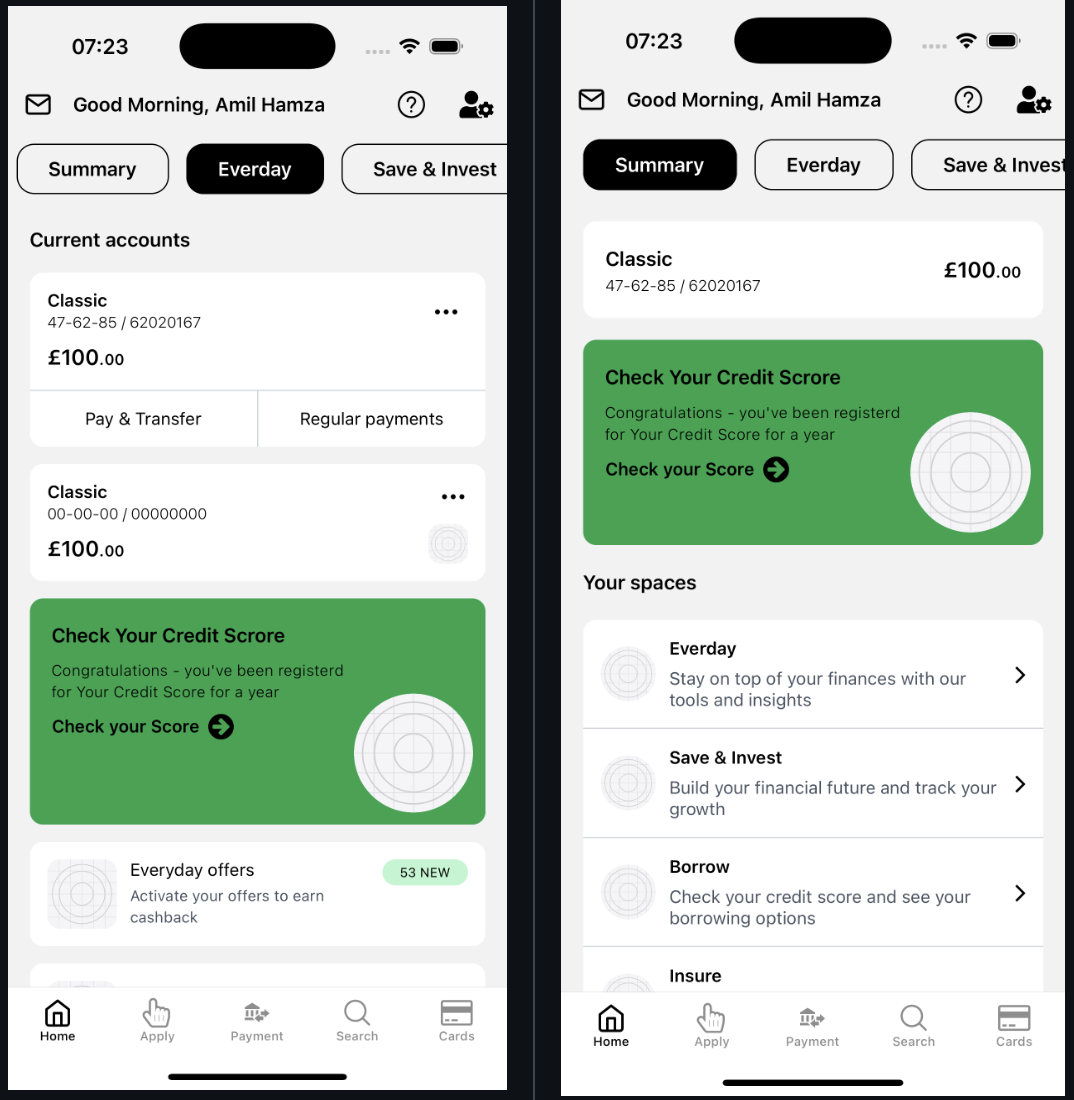 07:23
Good Morning, Amil Hamza
Summary
Everday
Save & Invest
Current accounts
Classic
47-62-85 / 62020167
£100.00
Pay & Transfer
Regular payments
Classic
00-00-00 / 00000000
£100.00
Check Your Credit Scrore
Congratulations - you've been registerd
for Your Credit Score for a year
Check your Score
Everyday offers
53 NEW
Activate your offers to earn
cashback
Home
Apply
Payment
Search
Cards
07:23
Good Morning, Amil Hamza
Summary
Everday
Save & Invest
Classic
47-62-85 / 62020167
£100.00
Check Your Credit Scrore
Congratulations - you've been registerd
for Your Credit Score for a year
Check your Score
Your spaces
Everday
Stay on top of your finances with our
tools and insights
Save & Invest
Build your financial future and track your
growth
Borrow
Check your credit score and see your
borrowing options
Insure
Home
Apply
Payment
Search
Cards